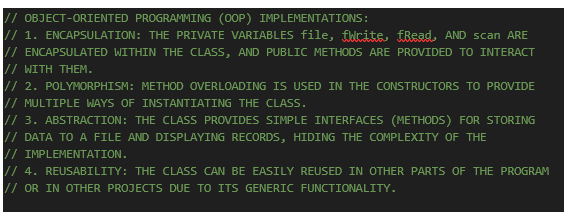 // OBJECT-ORIENTED PROGRAMMING (OOP) IMPLEMENTATIONS:
// 1. ENCAPSULATION: THE PRIVATE VARIABLES file, fWrite, fRead, AND scan ARE
// ENCAPSULATED WITHIN THE CLASS, AND PUBLIC METHODS ARE PROVIDED TO INTERACT
// WITH THEM.
// 2. POLYMORPHISM: METHOD OVERLOADING IS USED IN THE CONSTRUCTORS TO PROVIDE
// MULTIPLE WAYS OF INSTANTIATING THE CLASS.
// 3. ABSTRACTION: THE CLASS PROVIDES SIMPLE INTERFACES (METHODS) FOR STORING
// DATA TO A FILE AND DISPLAYING RECORDS, HIDING THE COMPLEXITY OF THE
// IMPLEMENTATION.
// 4. REUSABILITY: THE CLASS CAN BE EASILY REUSED IN OTHER PARTS OF THE PROGRAM
// OR IN OTHER PROJECTS DUE TO ITS GENERIC FUNCTIONALITY.